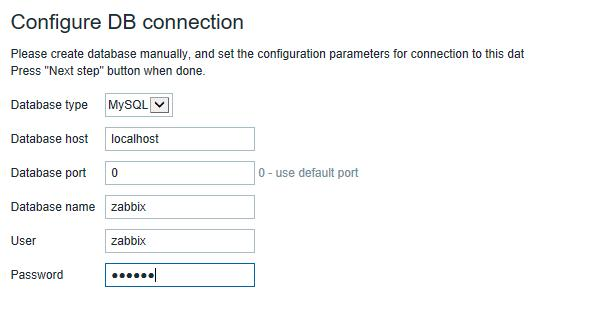 Configure DB connection
Please create database manually, and set the configuration parameters for connection to this dat
Press "Next step" button when done.
Database type MySQL
Database host localhost
Database port 0 0 - use default port
Database name zabbix
User zabbix
Password ●●●●●●